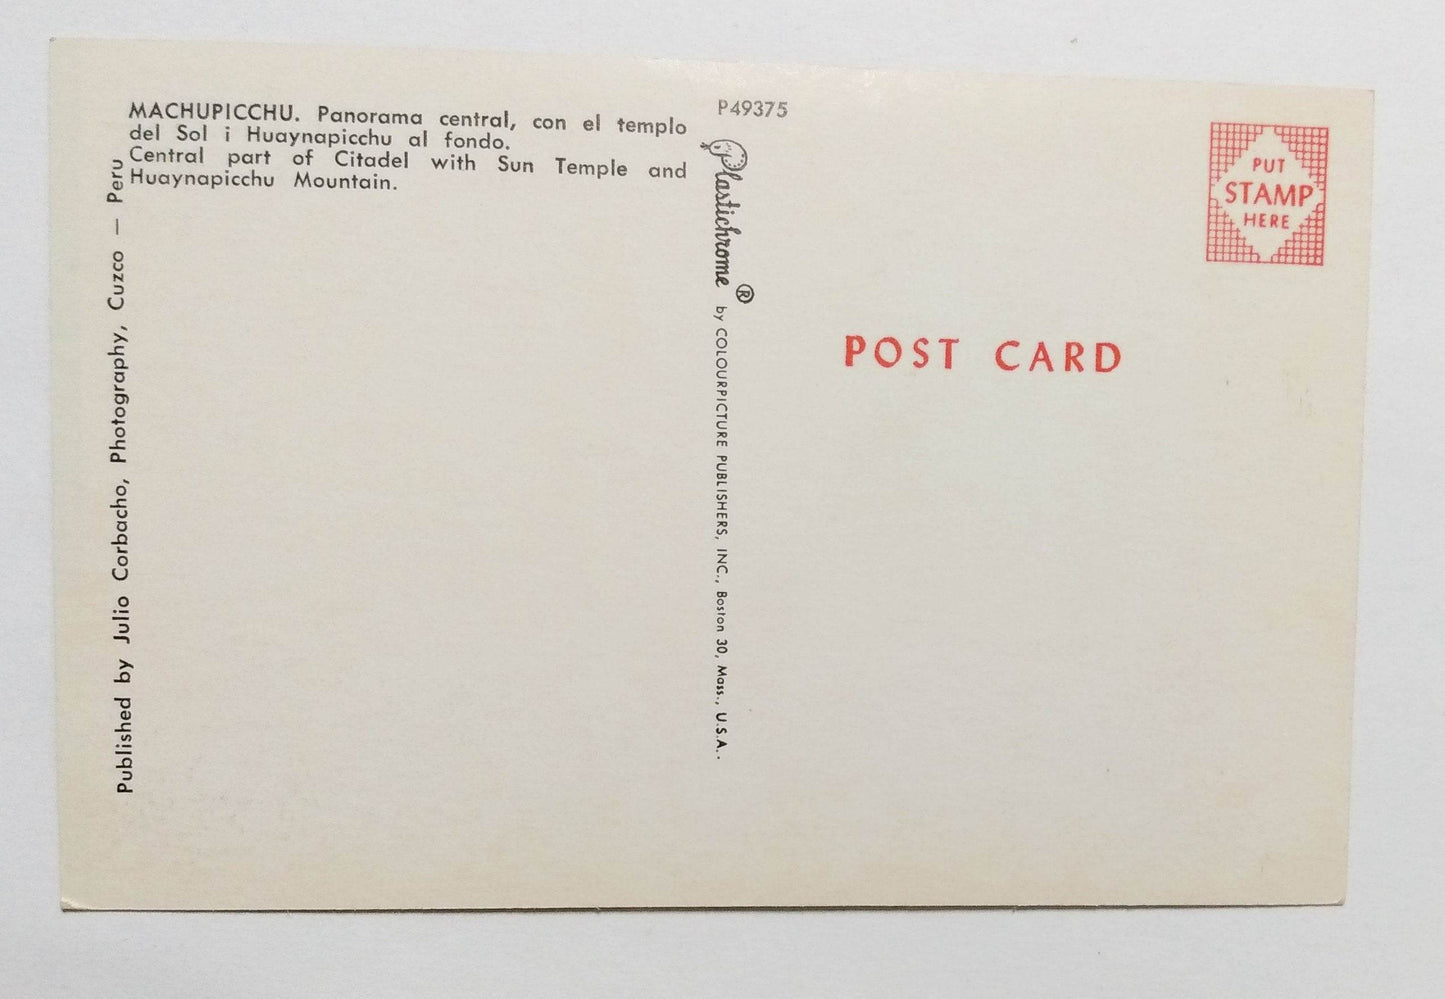 MACHUPICCHU. Panorama central, con el templo
del Sol i Huaynapicchu al fondo.
Central part of Citadel with Sun Temple and
Huaynapicchu Mountain.
Published by Julio Corbacho, Photography, Cuzco — Peru
P49375
Plastichrome ® by COLOURPICTURE PUBLISHERS, INC., Boston 30, Mass., U.S.A..
PUT
STAMP
HERE
POST CARD